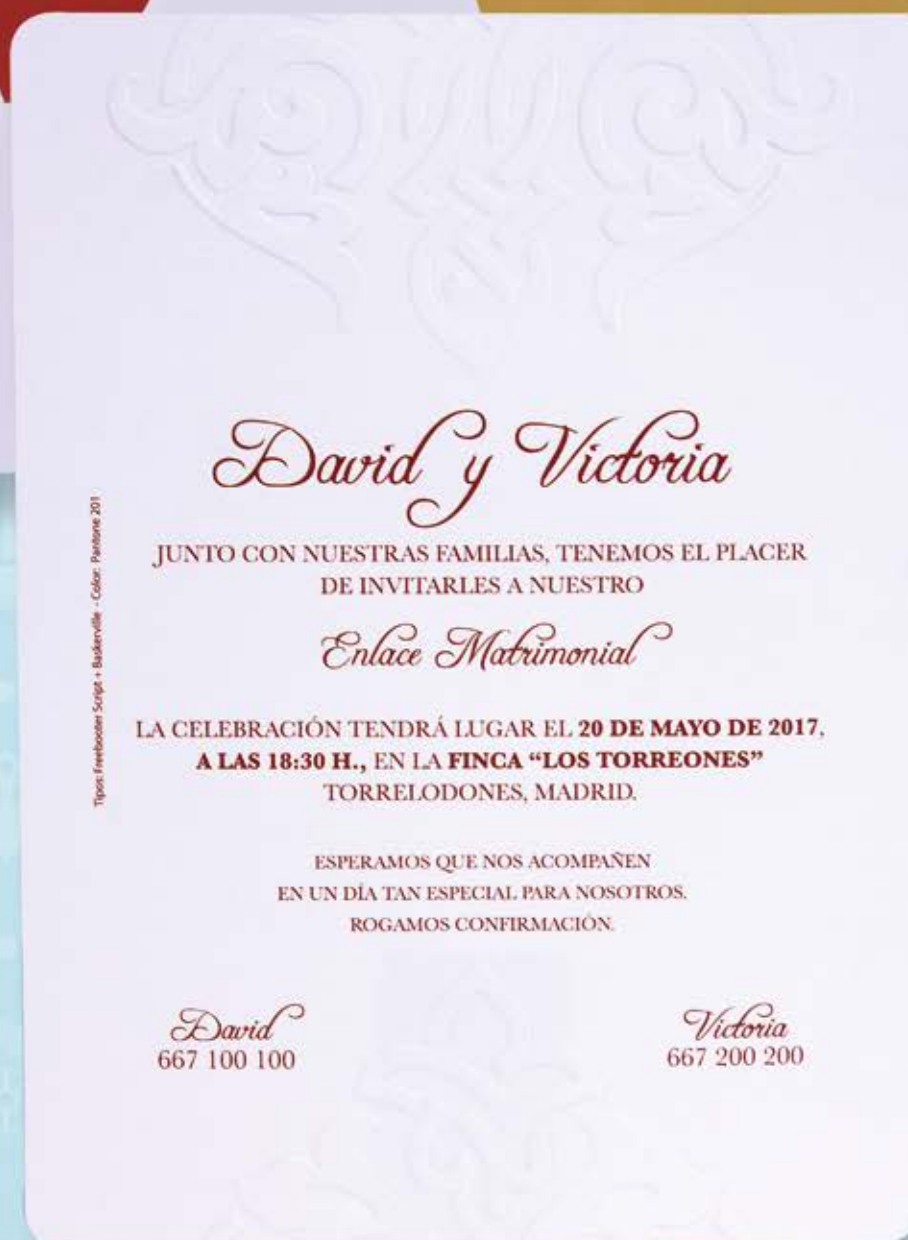 David y Victoria
JUNTO CON NUESTRAS FAMILIAS, TENEMOS EL PLACER
DE INVITARLES A NUESTRO
Enlace Matrimonial
LA CELEBRACIÓN TENDRÁ LUGAR EL 20 DE MAYO DE 2017,
A LAS 18:30 H., EN LA FINCA “LOS TORREONES”
TORRELODONES, MADRID.
ESPERAMOS QUE NOS ACOMPAÑEN
EN UN DÍA TAN ESPECIAL PARA NOSOTROS.
ROGAMOS CONFIRMACIÓN.
David
667 100 100
Victoria
667 200 200
Tipos: Freebooter Script + Baskerville - Color: Pantone 201